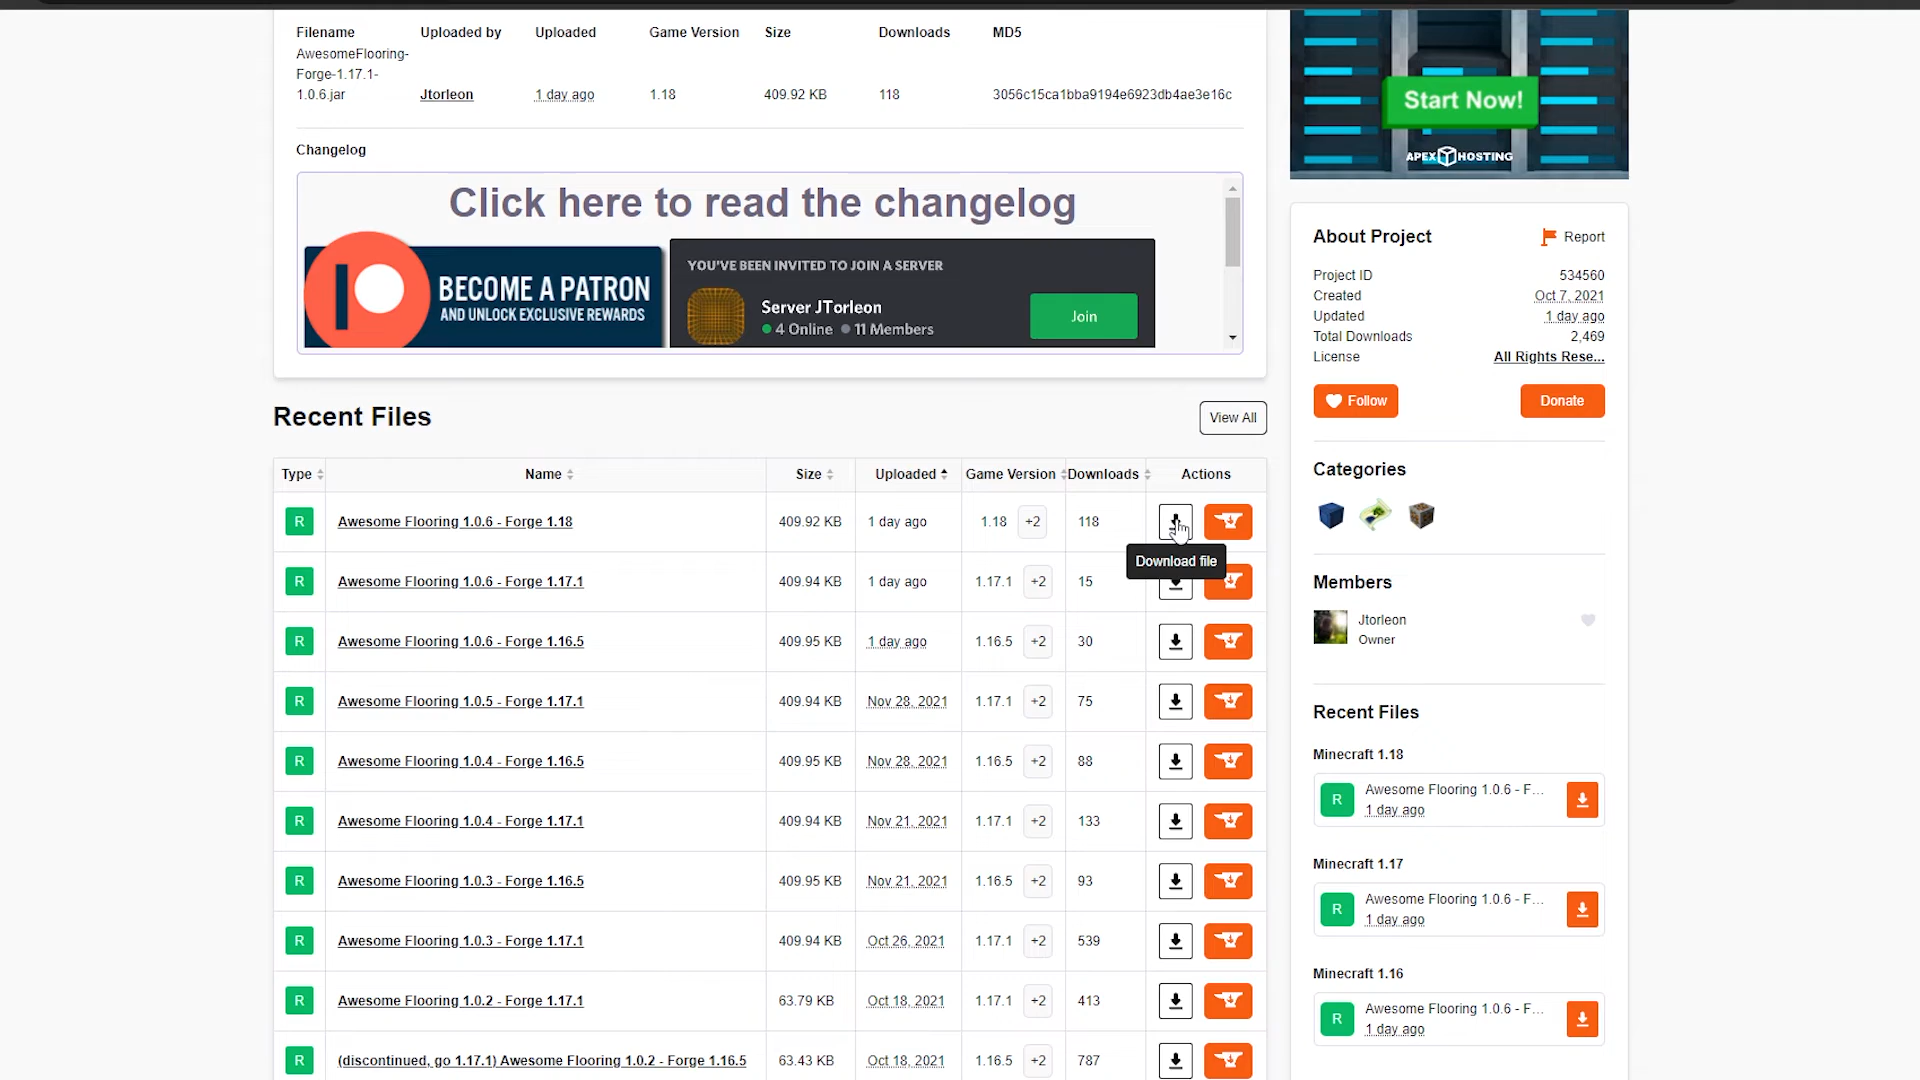 Filename Uploaded by Uploaded Game Version Size Downloads MD5
AwesomeFlooring-
Forge-1.17.1-
1.0.6.jar Jtorleon 1 day ago 1.18 409.92 KB 118 3056c15ca1bba9194e6923db4ae3e16c
Changelog
Click here to read the changelog
BECOME A PATRON
AND UNLOCK EXCLUSIVE REWARDS
YOU'VE BEEN INVITED TO JOIN A SERVER
Server JTorleon
4 Online 11 Members
Join
Recent Files View All
Type Name Size Uploaded Game Version Downloads Actions
R Awesome Flooring 1.0.6 - Forge 1.18 409.92 KB 1 day ago 1.18 +2 118
Download file
R Awesome Flooring 1.0.6 - Forge 1.17.1 409.94 KB 1 day ago 1.17.1 +2 15
R Awesome Flooring 1.0.6 - Forge 1.16.5 409.95 KB 1 day ago 1.16.5 +2 30
R Awesome Flooring 1.0.5 - Forge 1.17.1 409.94 KB Nov 28, 2021 1.17.1 +2 75
R Awesome Flooring 1.0.4 - Forge 1.16.5 409.95 KB Nov 28, 2021 1.16.5 +2 88
R Awesome Flooring 1.0.4 - Forge 1.17.1 409.94 KB Nov 21, 2021 1.17.1 +2 133
R Awesome Flooring 1.0.3 - Forge 1.16.5 409.95 KB Nov 21, 2021 1.16.5 +2 93
R Awesome Flooring 1.0.3 - Forge 1.17.1 409.94 KB Oct 26, 2021 1.17.1 +2 539
R Awesome Flooring 1.0.2 - Forge 1.17.1 63.79 KB Oct 18, 2021 1.17.1 +2 413
R (discontinued, go 1.17.1) Awesome Flooring 1.0.2 - Forge 1.16.5 63.43 KB Oct 18, 2021 1.16.5 +2 787
Start Now!
APEX HOSTING
About Project Report
Project ID 534560
Created Oct 7, 2021
Updated 1 day ago
Total Downloads 2,469
License All Rights Rese...
Follow Donate
Categories
Members
Jtorleon
Owner
Recent Files
Minecraft 1.18
R Awesome Flooring 1.0.6 - F...
1 day ago
Minecraft 1.17
R Awesome Flooring 1.0.6 - F...
1 day ago
Minecraft 1.16
R Awesome Flooring 1.0.6 - F...
1 day ago